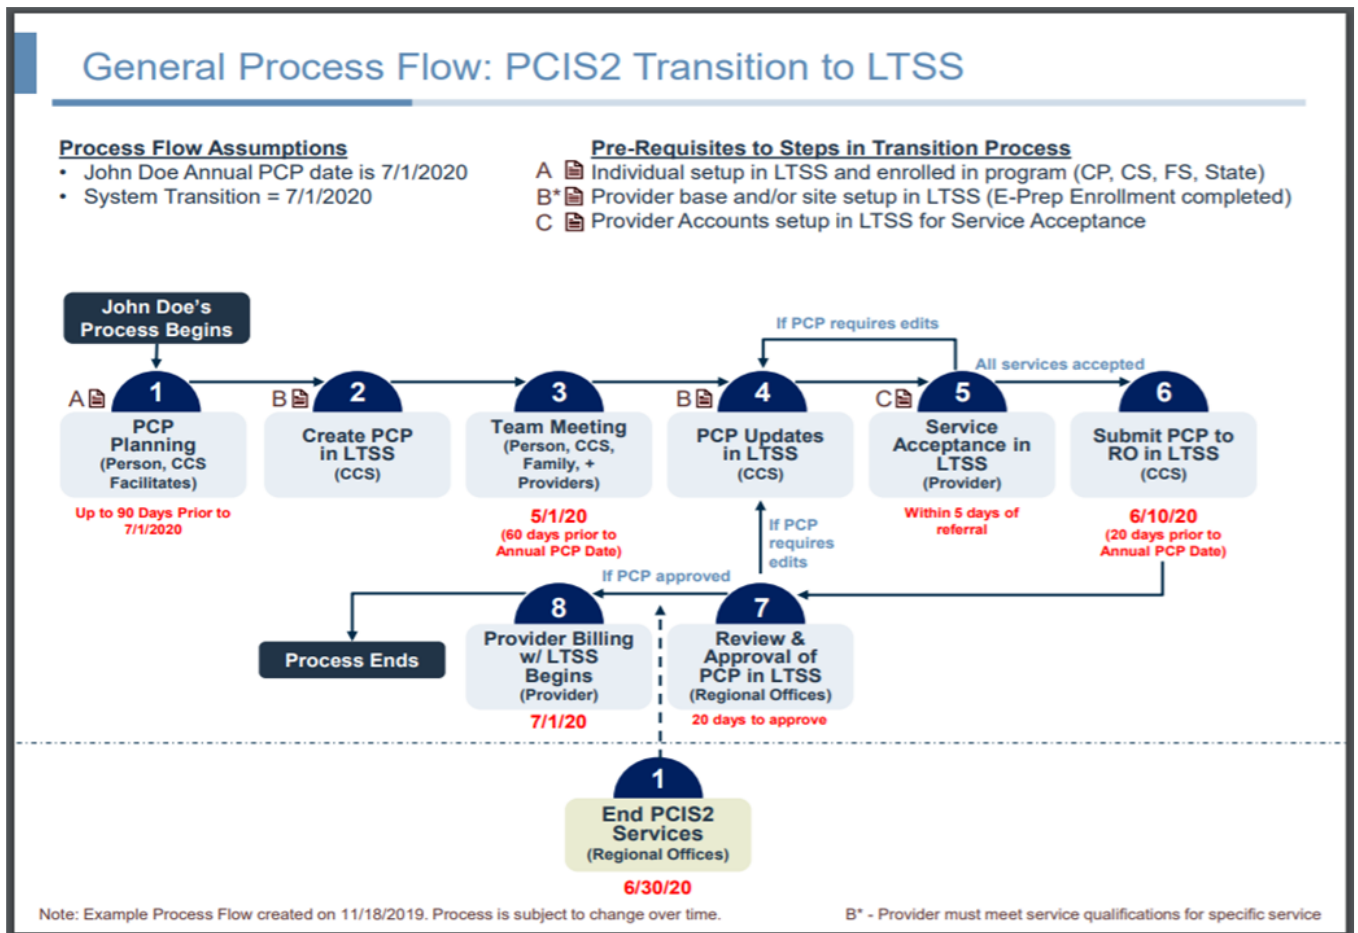 General Process Flow: PCIS2 Transition to LTSS
Process Flow Assumptions
• John Doe Annual PCP date is 7/1/2020
• System Transition = 7/1/2020
Pre-Requisites to Steps in Transition Process
A Individual setup in LTSS and enrolled in program (CP, CS, FS, State)
B* Provider base and/or site setup in LTSS (E-Prep Enrollment completed)
C Provider Accounts setup in LTSS for Service Acceptance
John Doe's
Process Begins
A
1
PCP
Planning
(Person, CCS
Facilitates)
Up to 90 Days Prior to
7/1/2020
B
2
Create PCP
in LTSS
(CCS)
3
Team Meeting
(Person, CCS,
Family, +
Providers)
5/1/20
(60 days prior to
Annual PCP Date)
B
4
PCP Updates
in LTSS
(CCS)
If PCP requires edits
C
5
Service
Acceptance in
LTSS
(Provider)
Within 5 days of
referral
All services accepted
6
Submit PCP to
RO in LTSS
(CCS)
6/10/20
(20 days prior to
Annual PCP Date)
If PCP
requires
edits
7
Review &
Approval of
PCP in LTSS
(Regional Offices)
20 days to approve
If PCP approved
8
Provider Billing
w/ LTSS
Begins
(Provider)
7/1/20
Process Ends
1
End PCIS2
Services
(Regional Offices)
6/30/20
Note: Example Process Flow created on 11/18/2019. Process is subject to change over time.
B* - Provider must meet service qualifications for specific service